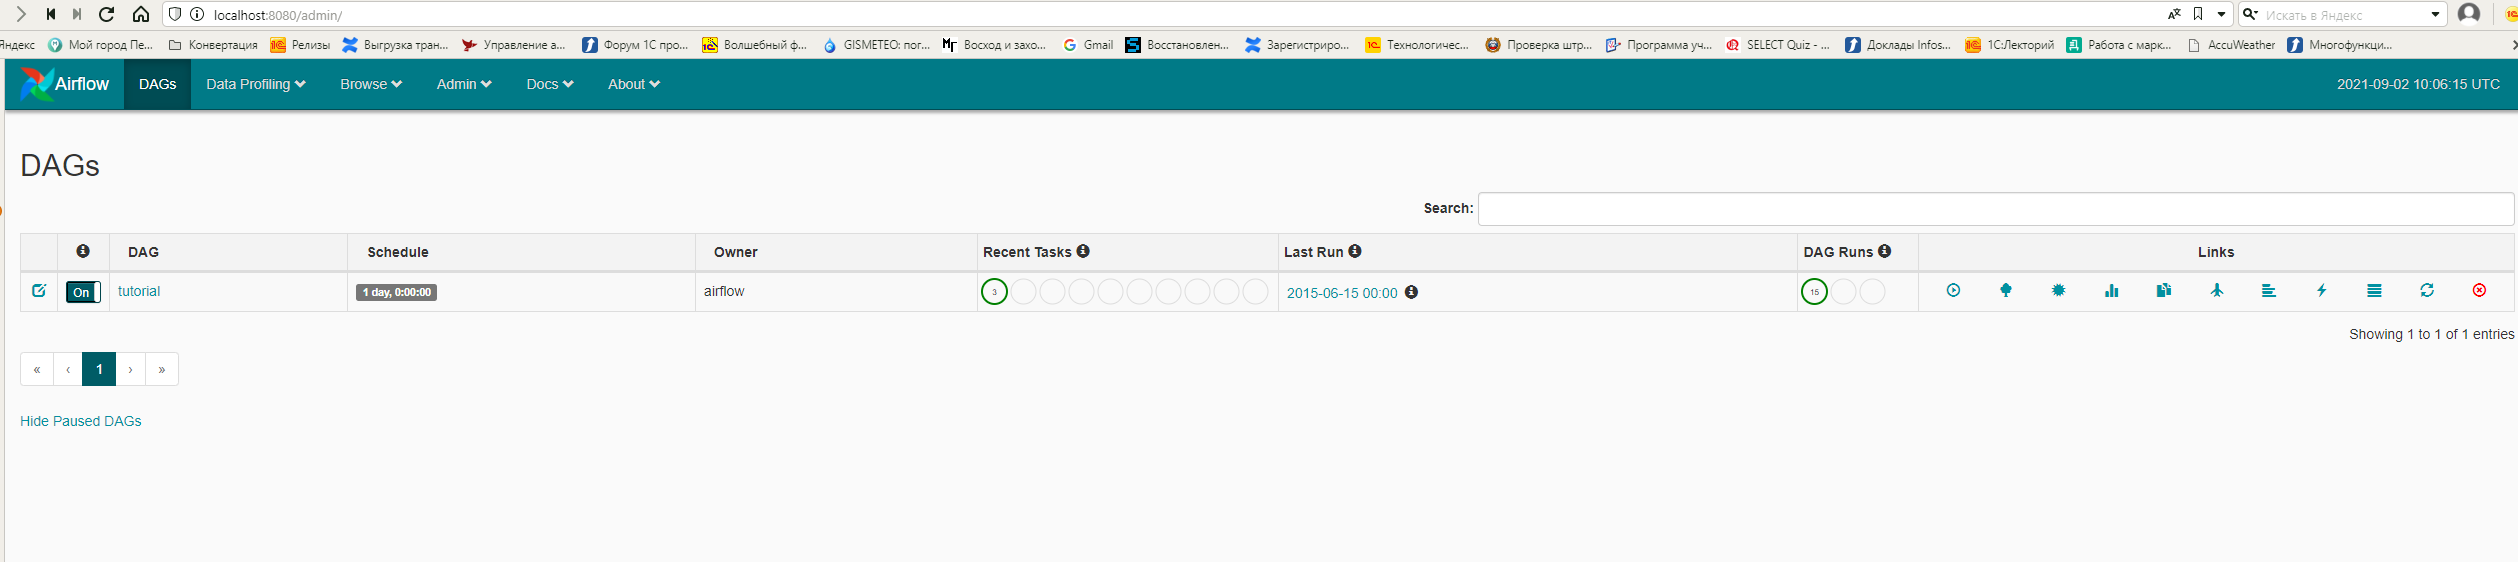 localhost:8080/admin/
Искать в Яндекс
Яндекс Мой город Пе... Конвертация Релизы Выгрузка тран... Управление а... Форум 1С про... Волшебный ф... GISMETEO: пог... Восход и захо... Gmail Восстановлен... Зарегистриро... Технологичес... Проверка штр... Программа уч... SELECT Quiz - ... Доклады Infos... 1С:Лекторий Работа с марк... AccuWeather Многофункци...
Airflow DAGs Data Profiling Browse Admin Docs About 2021-09-02 10:06:15 UTC
DAGs
Search:
DAG Schedule Owner Recent Tasks Last Run DAG Runs Links
On tutorial 1 day, 0:00:00 airflow 3 2015-06-15 00:00 15
Showing 1 to 1 of 1 entries
« ‹ 1 › »
Hide Paused DAGs